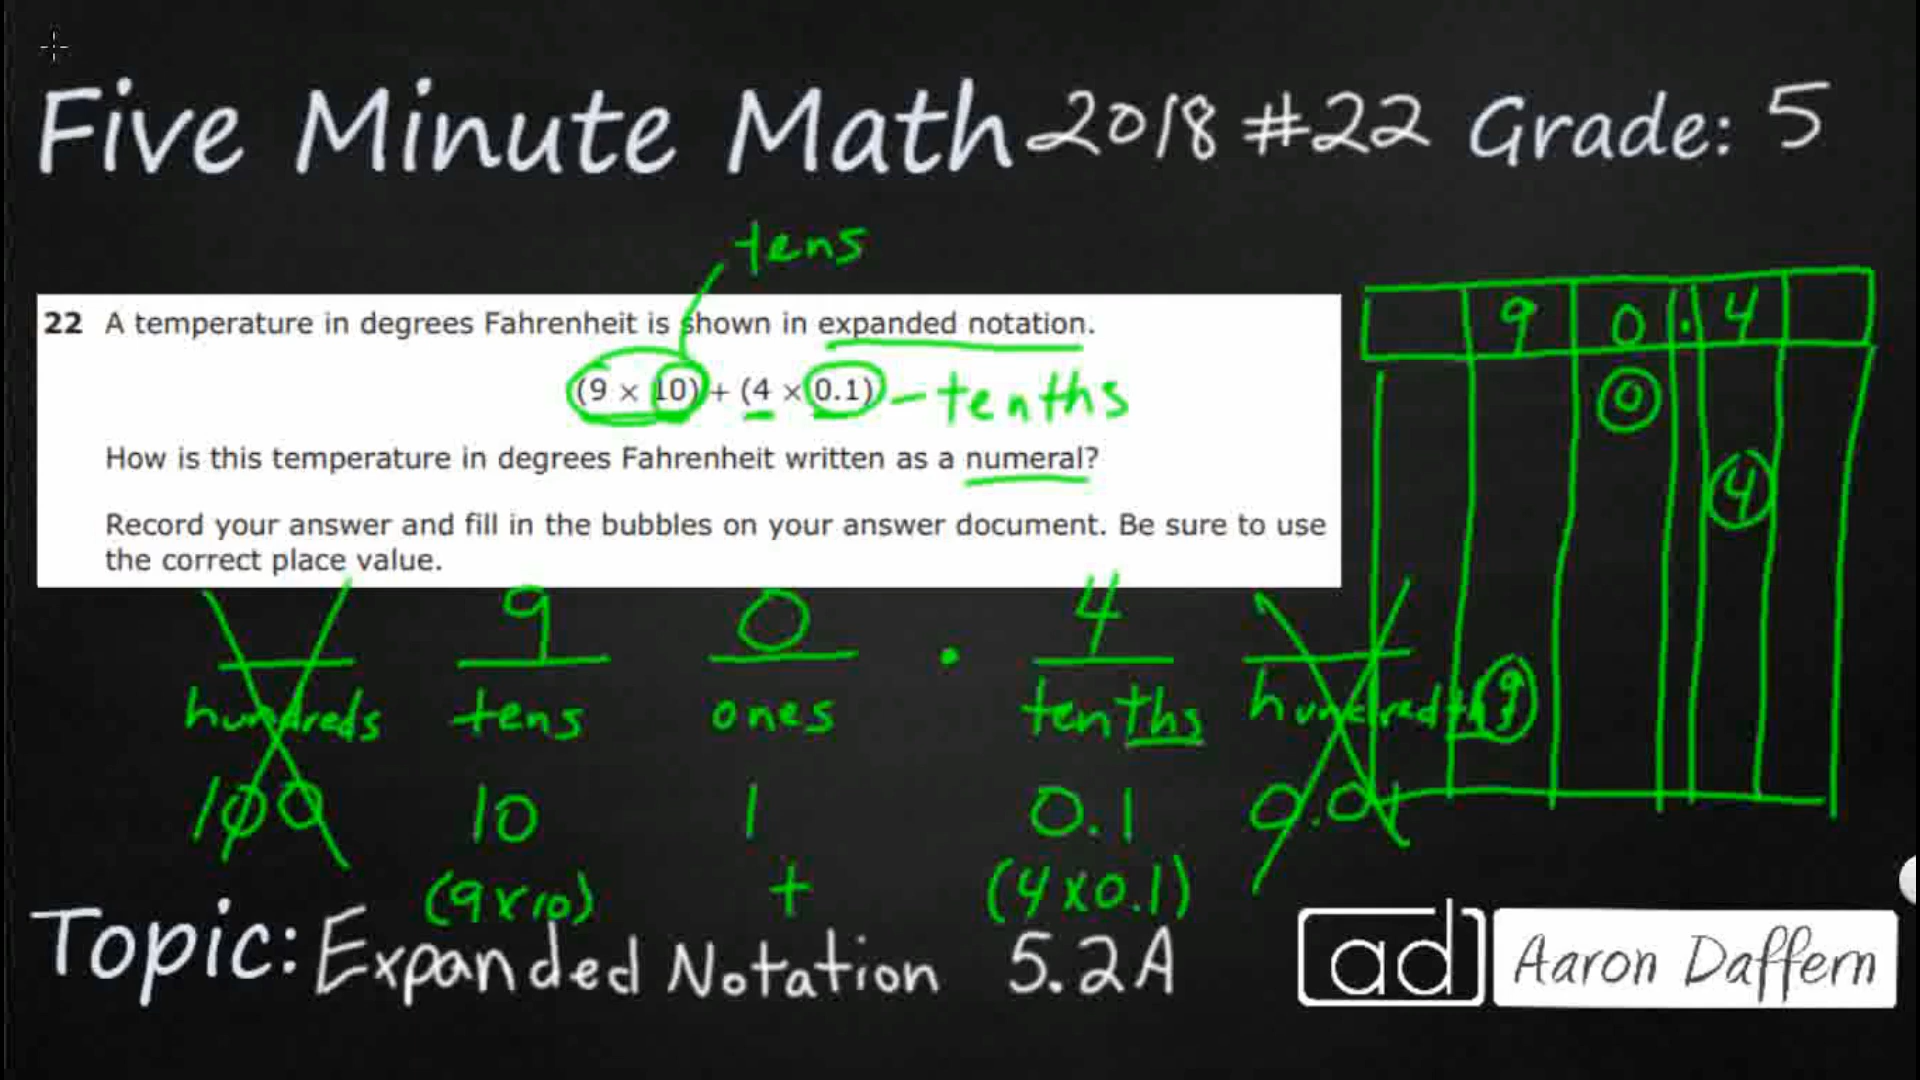 Five Minute Math 2018 #22 Grade: 5
tens
22 A temperature in degrees Fahrenheit is shown in expanded notation.
(9 × 10) + (4 × 0.1) - tenths
How is this temperature in degrees Fahrenheit written as a numeral?
Record your answer and fill in the bubbles on your answer document. Be sure to use
the correct place value.
9 0 . 4
0
4
9
9 0 . 4
hundreds tens ones tenths hundredths
100 10 1 0.1 0.01
(9 x 10) + (4 x 0.1)
Topic: Expanded Notation 5.2A
ad Aaron Daffern